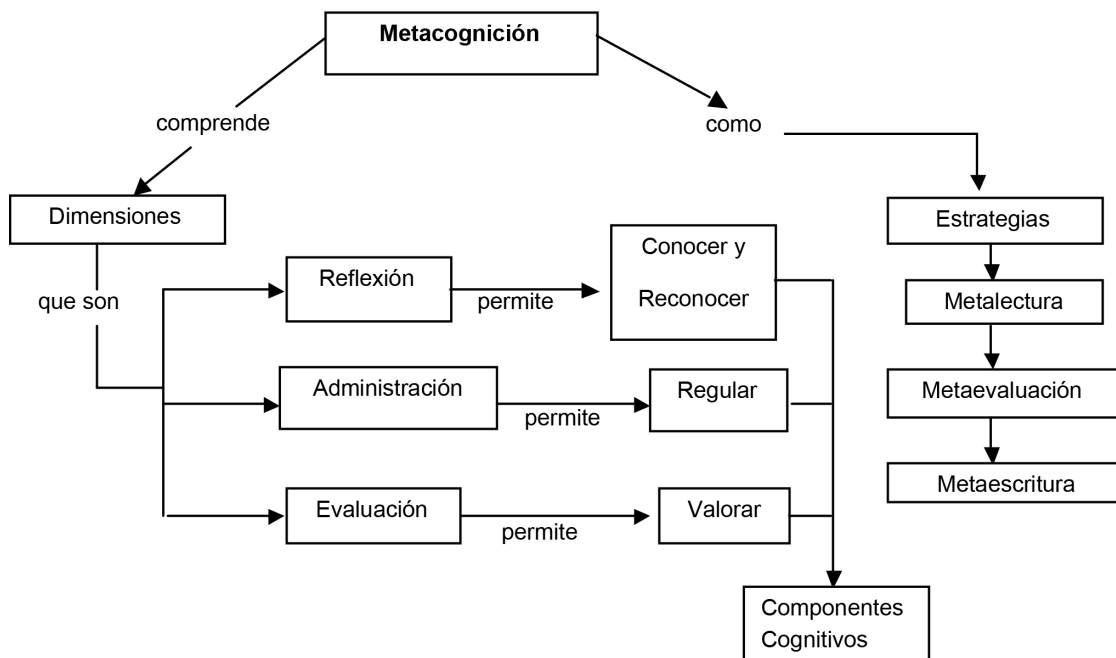 Metacognición
comprende
como
Dimensiones
Estrategias
que son
Reflexión
permite
Conocer y
Reconocer
Metalectura
Administración
permite
Regular
Metaevaluación
Metaescritura
Evaluación
permite
Valorar
Componentes
Cognitivos